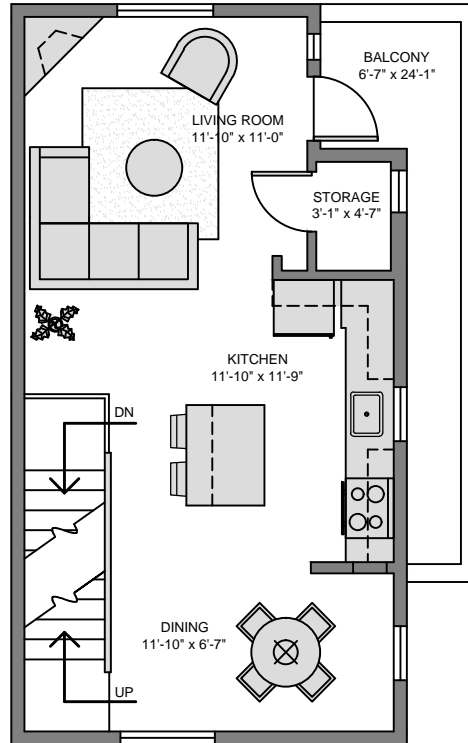 BALCONY
6'-7" x 24'-1"
LIVING ROOM
11'-10" x 11'-0"
STORAGE
3'-1" x 4'-7"
KITCHEN
11'-10" x 11'-9"
DN
DINING
11'-10" x 6'-7"
UP